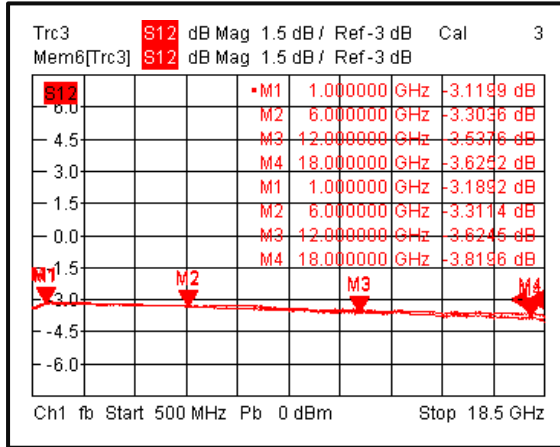 Trc3 S12 dB Mag 1.5 dB / Ref -3 dB Cal 3
Mem6[Trc3] S12 dB Mag 1.5 dB / Ref -3 dB
S12
•M1 1.000000 GHz -3.1199 dB
6.0
M2 6.000000 GHz -3.3036 dB
4.5
M3 12.000000 GHz -3.5376 dB
3.0
M4 18.000000 GHz -3.6252 dB
M1 1.000000 GHz -3.1892 dB
1.5
M2 6.000000 GHz -3.3114 dB
0.0
M3 12.000000 GHz -3.6245 dB
M4 18.000000 GHz -3.8196 dB
-1.5
M1 M2 M3 M4
-3.0
-4.5
-6.0
Ch1 fb Start 500 MHz Pb 0 dBm Stop 18.5 GHz